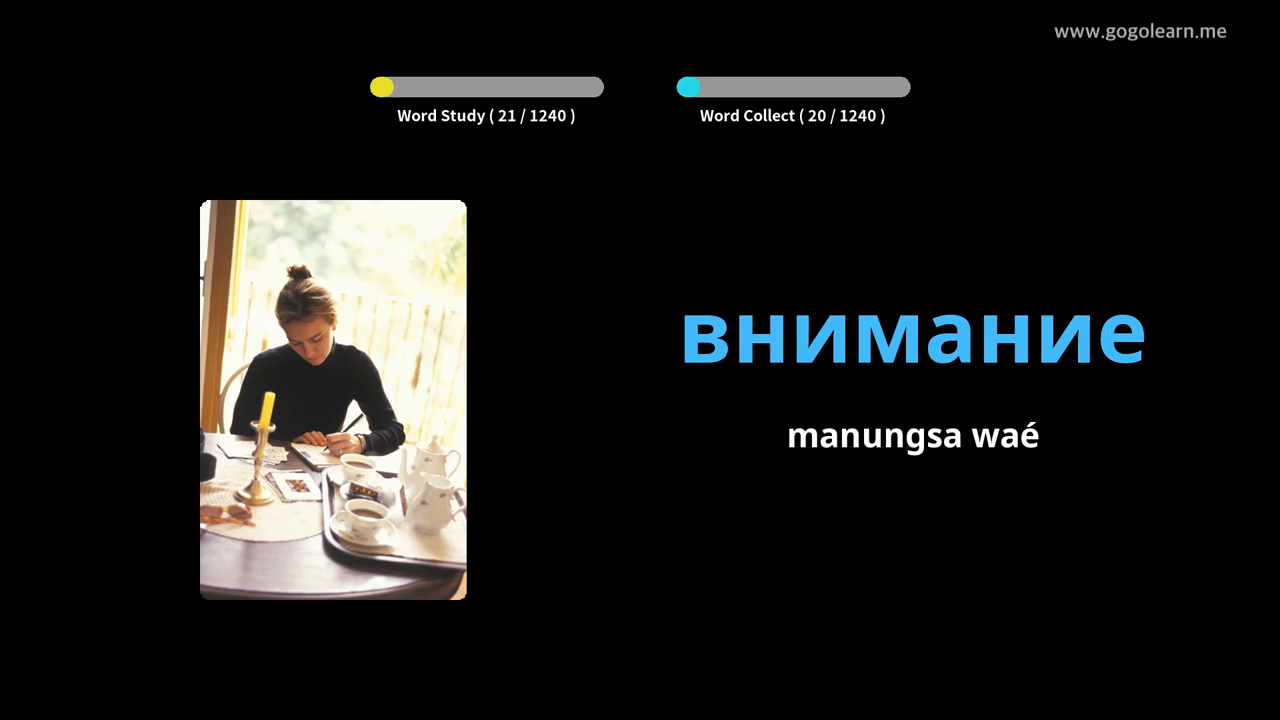 www.gogolearn.me
Word Study ( 21 / 1240 )
Word Collect ( 20 / 1240 )
внимание
manungsa waé